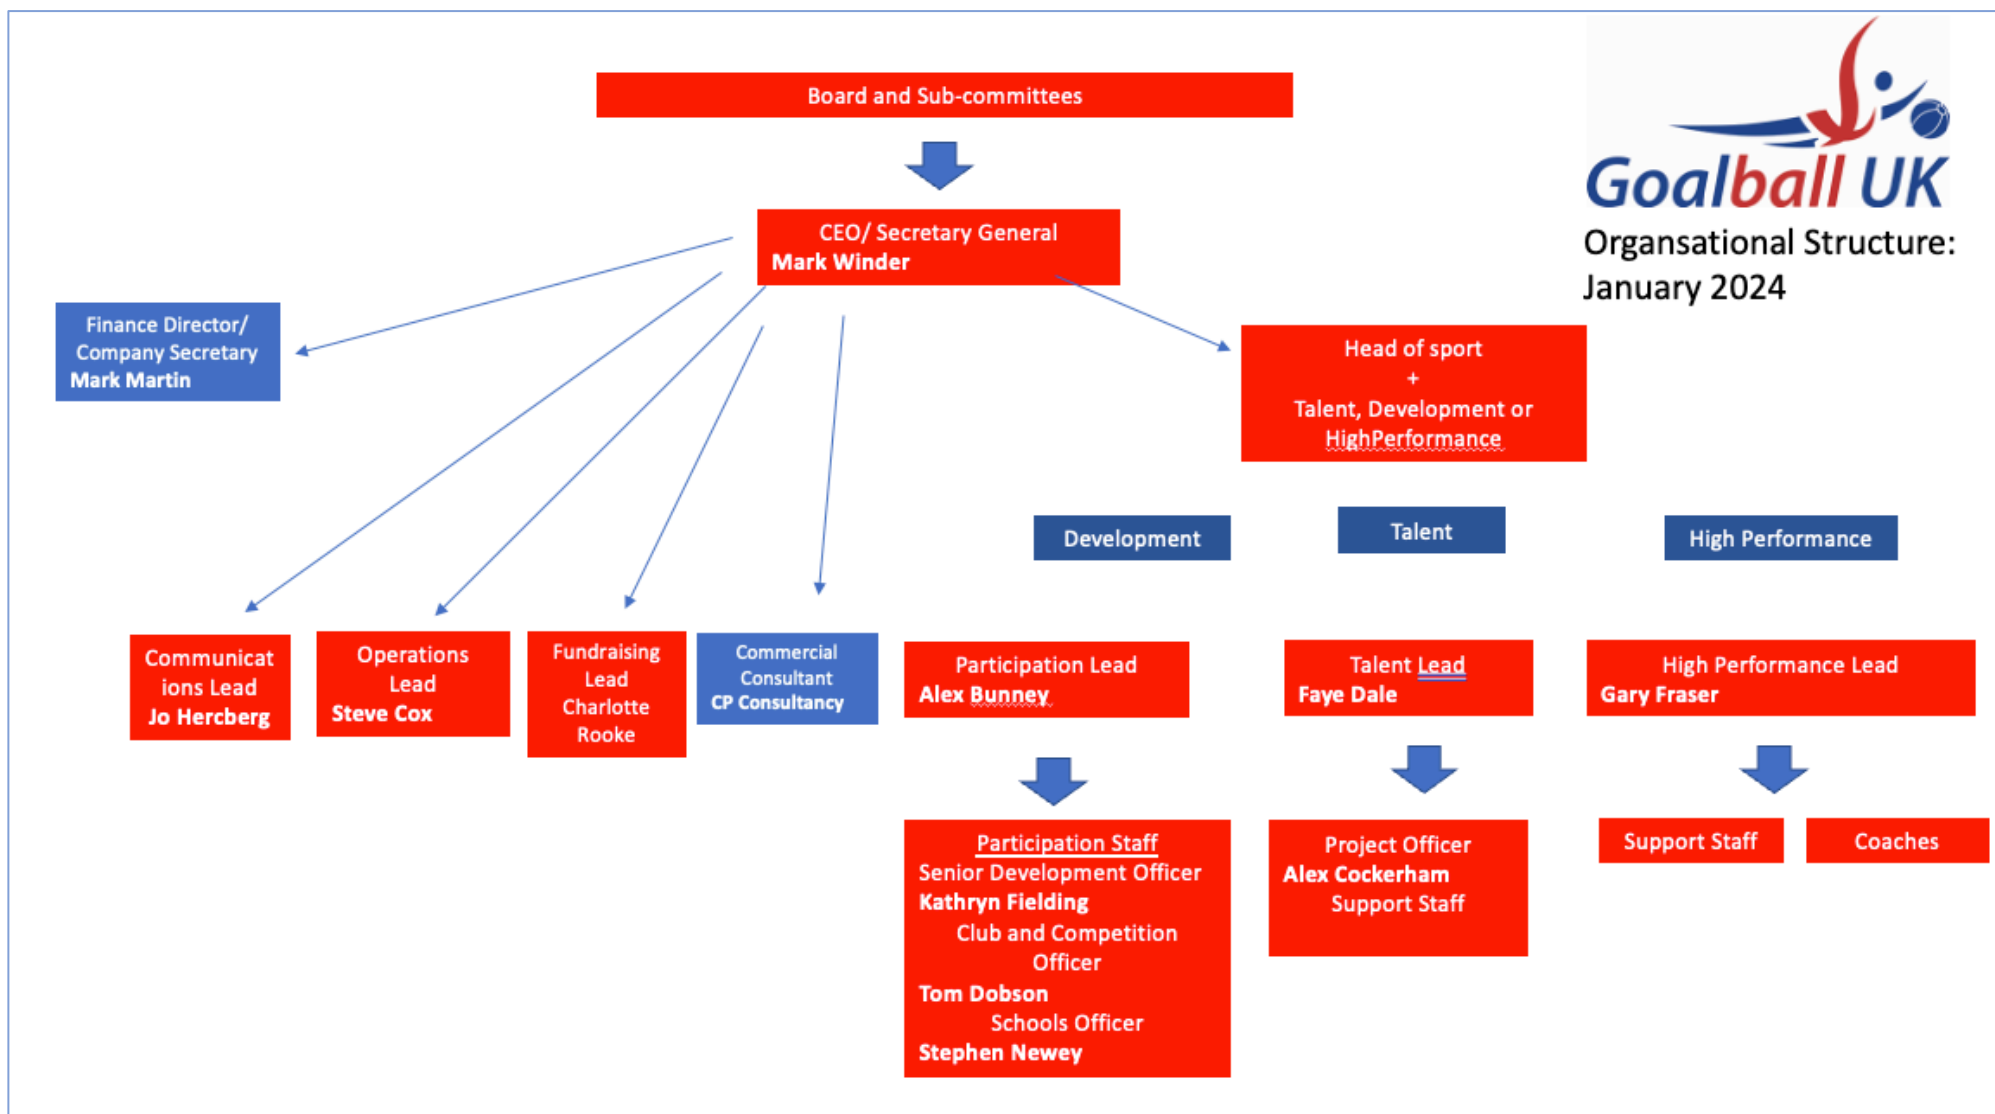 Board and Sub-committees
Goalball UK
Organsational Structure:
January 2024
CEO/ Secretary General
Mark Winder
Finance Director/
Company Secretary
Mark Martin
Head of sport
+
Talent, Development or
HighPerformance
Development
Talent
High Performance
Communicat
ions Lead
Jo Hercberg
Operations
Lead
Steve Cox
Fundraising
Lead
Charlotte
Rooke
Commercial
Consultant
CP Consultancy
Participation Lead
Alex Bunney
Talent Lead
Faye Dale
High Performance Lead
Gary Fraser
Participation Staff
Senior Development Officer
Kathryn Fielding
Club and Competition
Officer
Tom Dobson
Schools Officer
Stephen Newey
Project Officer
Alex Cockerham
Support Staff
Support Staff
Coaches